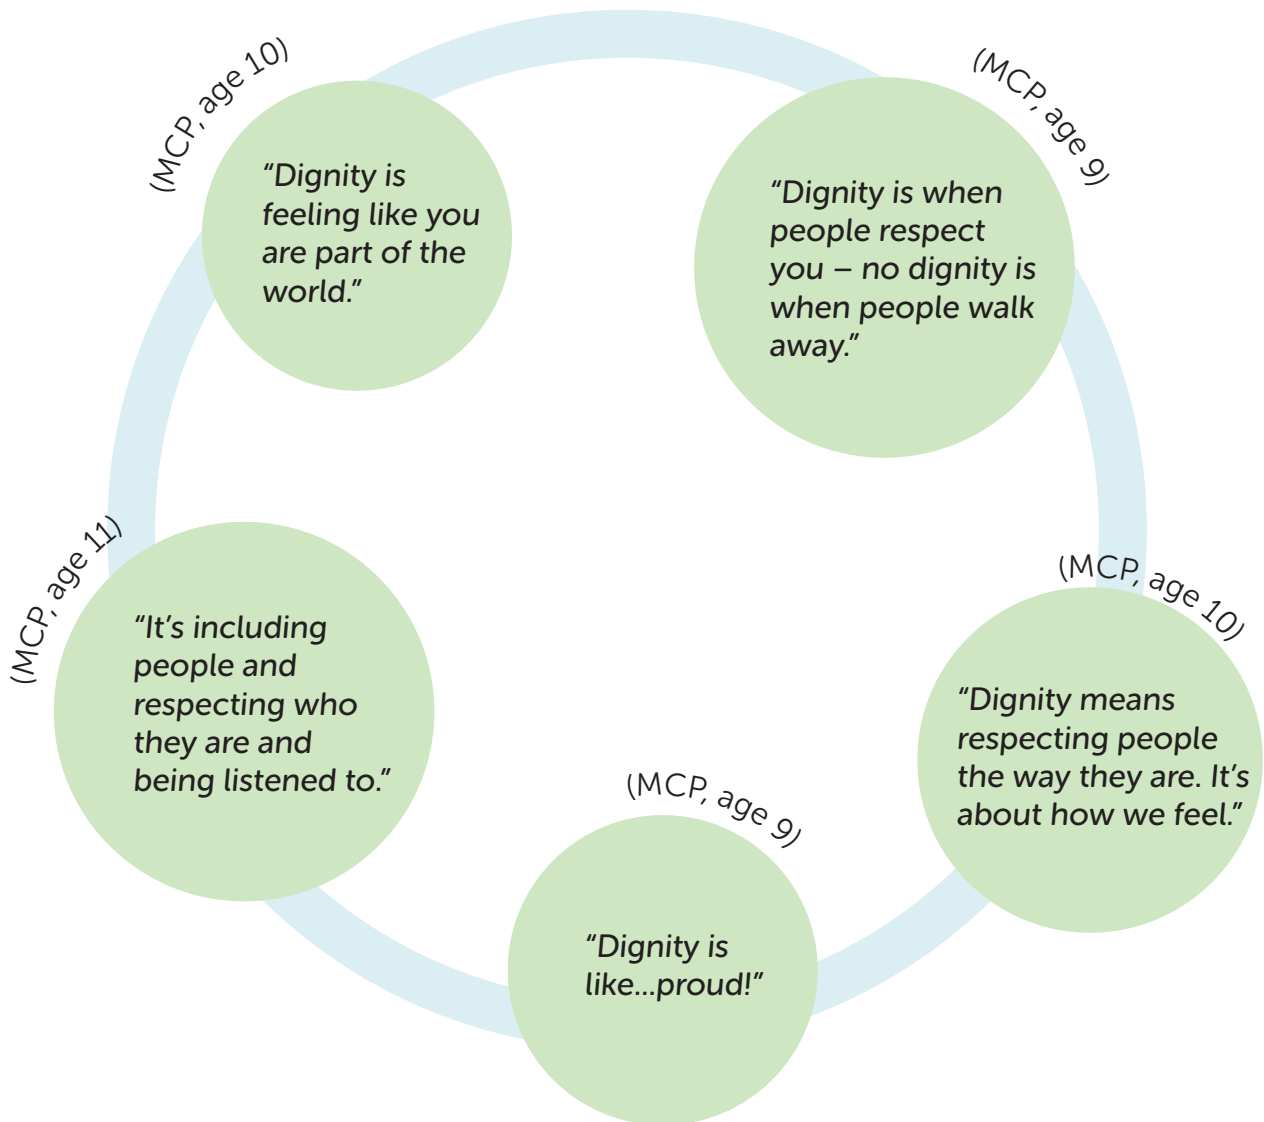 (MCP, age 10)
“Dignity is
feeling like you
are part of the
world.”
(MCP, age 9)
“Dignity is when
people respect
you – no dignity is
when people walk
away.”
(MCP, age 11)
“It’s including
people and
respecting who
they are and
being listened to.”
(MCP, age 10)
“Dignity means
respecting people
the way they are. It’s
about how we feel.”
(MCP, age 9)
“Dignity is
like...proud!”